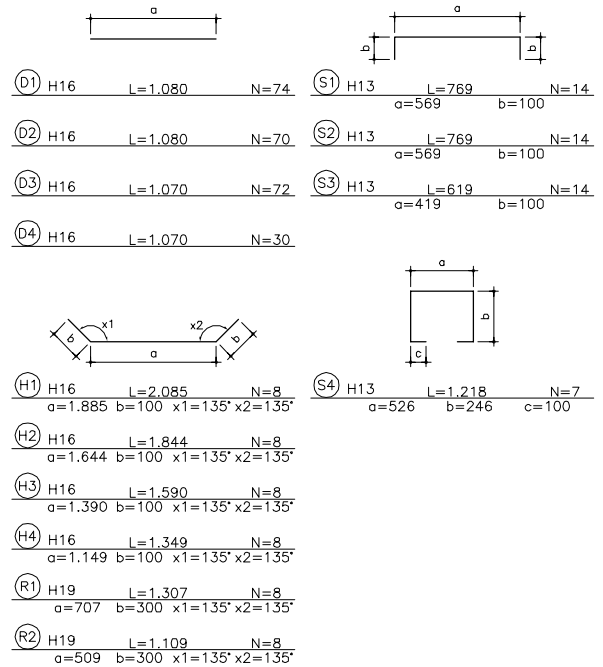 a
D1 H16 L=1.080 N=74
D2 H16 L=1.080 N=70
D3 H16 L=1.070 N=72
D4 H16 L=1.070 N=30
x1 x2
b a b
H1 H16 L=2.085 N=8
a=1.885 b=100 x1=135° x2=135°
H2 H16 L=1.844 N=8
a=1.644 b=100 x1=135° x2=135°
H3 H16 L=1.590 N=8
a=1.390 b=100 x1=135° x2=135°
H4 H16 L=1.349 N=8
a=1.149 b=100 x1=135° x2=135°
R1 H19 L=1.307 N=8
a=707 b=300 x1=135° x2=135°
R2 H19 L=1.109 N=8
a=509 b=300 x1=135° x2=135°
a
b b
S1 H13 L=769 N=14
a=569 b=100
S2 H13 L=769 N=14
a=569 b=100
S3 H13 L=619 N=14
a=419 b=100
a
b
c
S4 H13 L=1.218 N=7
a=526 b=246 c=100